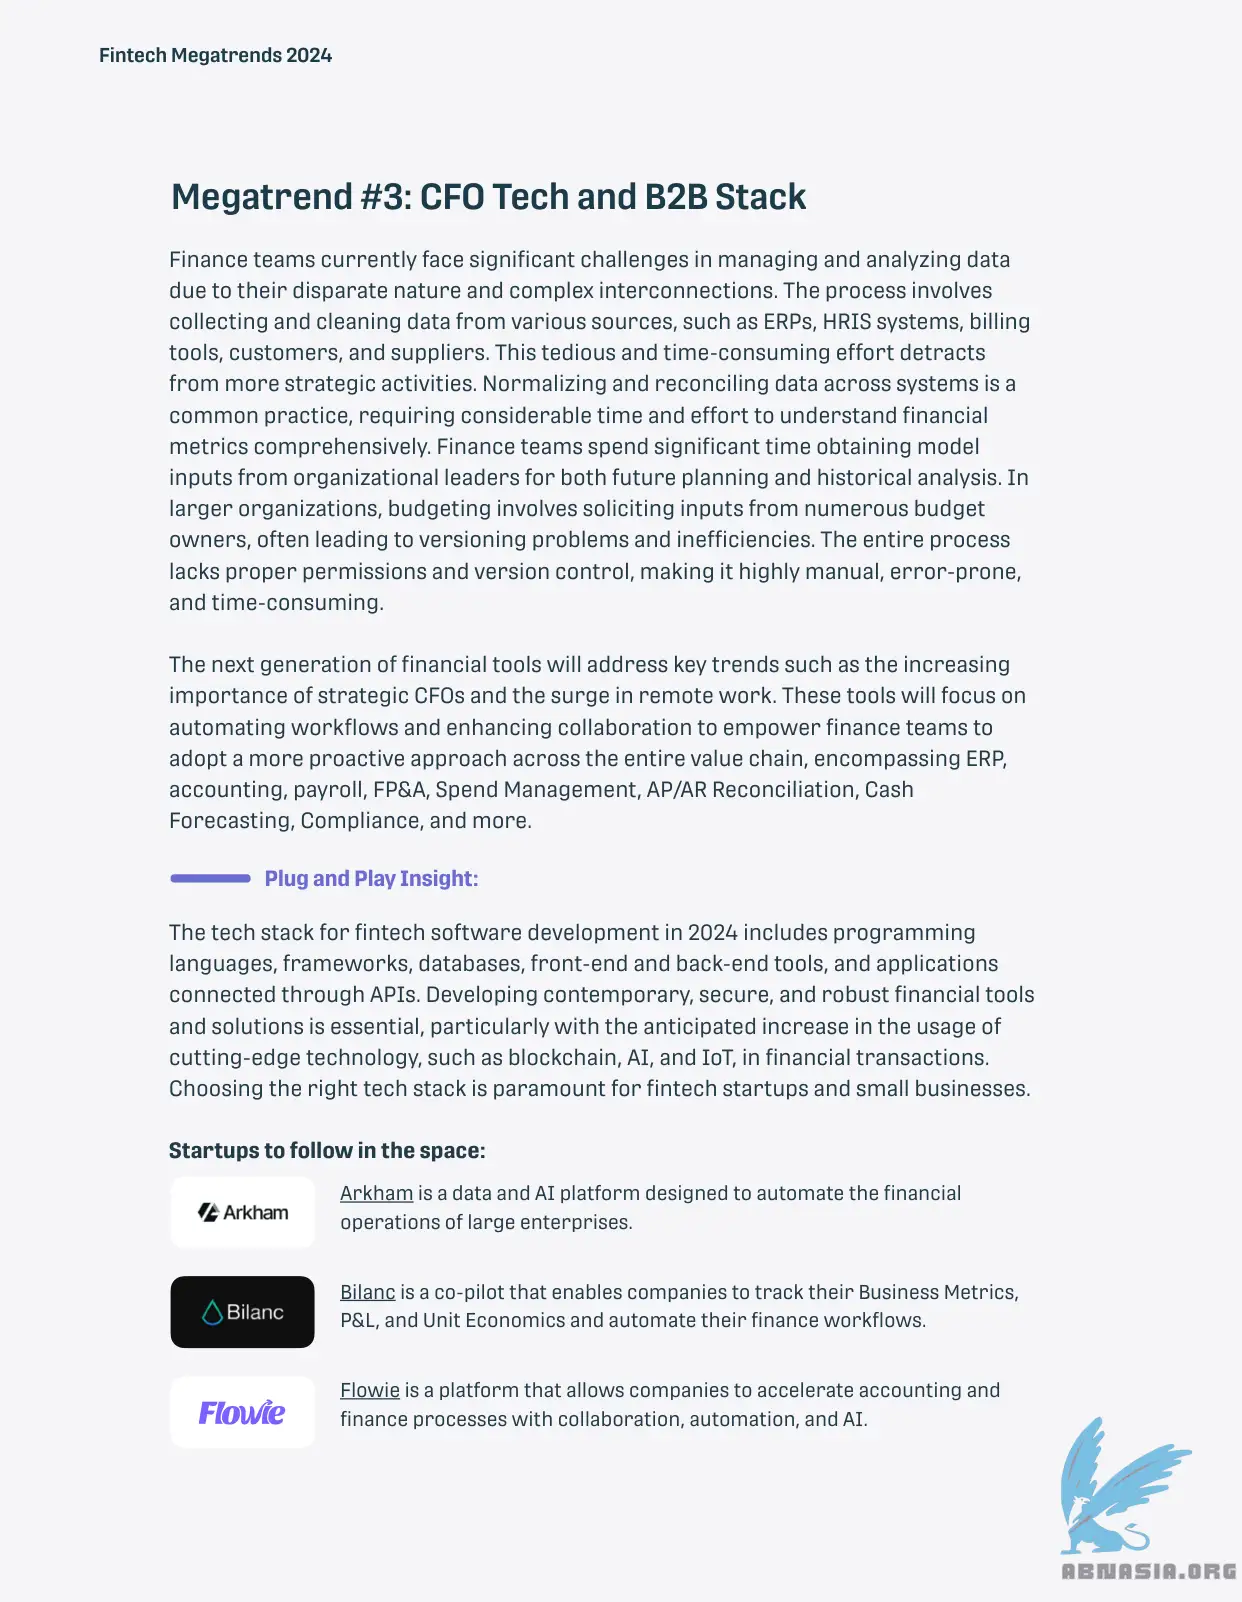 Fintech Megatrends 2024
Megatrend #3: CFO Tech and B2B Stack
Finance teams currently face significant challenges in managing and analyzing data
due to their disparate nature and complex interconnections. The process involves
collecting and cleaning data from various sources, such as ERPs, HRIS systems, billing
tools, customers, and suppliers. This tedious and time-consuming effort detracts
from more strategic activities. Normalizing and reconciling data across systems is a
common practice, requiring considerable time and effort to understand financial
metrics comprehensively. Finance teams spend significant time obtaining model
inputs from organizational leaders for both future planning and historical analysis. In
larger organizations, budgeting involves soliciting inputs from numerous budget
owners, often leading to versioning problems and inefficiencies. The entire process
lacks proper permissions and version control, making it highly manual, error-prone,
and time-consuming.
The next generation of financial tools will address key trends such as the increasing
importance of strategic CFOs and the surge in remote work. These tools will focus on
automating workflows and enhancing collaboration to empower finance teams to
adopt a more proactive approach across the entire value chain, encompassing ERP,
accounting, payroll, FP&A, Spend Management, AP/AR Reconciliation, Cash
Forecasting, Compliance, and more.
Plug and Play Insight:
The tech stack for fintech software development in 2024 includes programming
languages, frameworks, databases, front-end and back-end tools, and applications
connected through APIs. Developing contemporary, secure, and robust financial tools
and solutions is essential, particularly with the anticipated increase in the usage of
cutting-edge technology, such as blockchain, AI, and IoT, in financial transactions.
Choosing the right tech stack is paramount for fintech startups and small businesses.
Startups to follow in the space:
Arkham
Arkham is a data and AI platform designed to automate the financial
operations of large enterprises.
Bilanc
Bilanc is a co-pilot that enables companies to track their Business Metrics,
P&L, and Unit Economics and automate their finance workflows.
Flowie
Flowie is a platform that allows companies to accelerate accounting and
finance processes with collaboration, automation, and AI.
ABNASIA.ORG